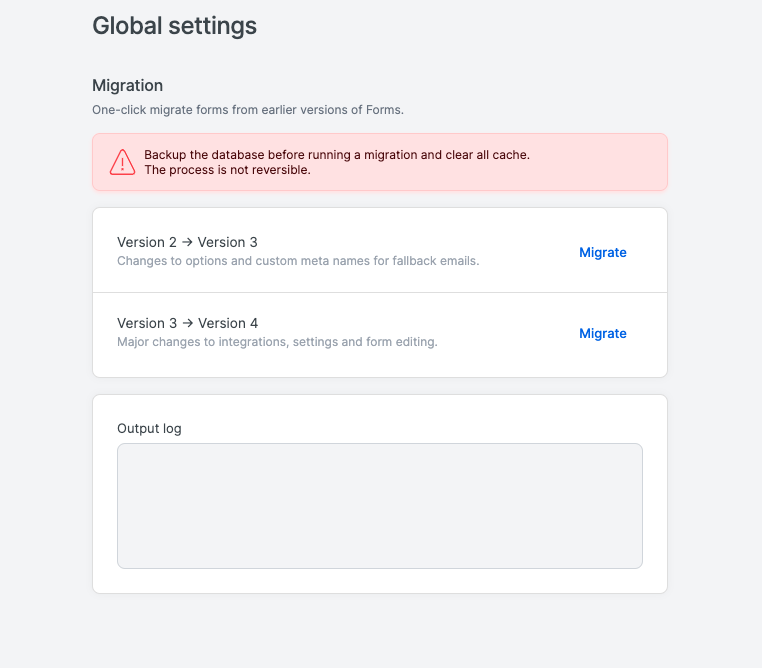 Global settings
Migration
One-click migrate forms from earlier versions of Forms.
Backup the database before running a migration and clear all cache.
The process is not reversible.
Version 2 → Version 3
Changes to options and custom meta names for fallback emails.
Migrate
Version 3 → Version 4
Major changes to integrations, settings and form editing.
Migrate
Output log